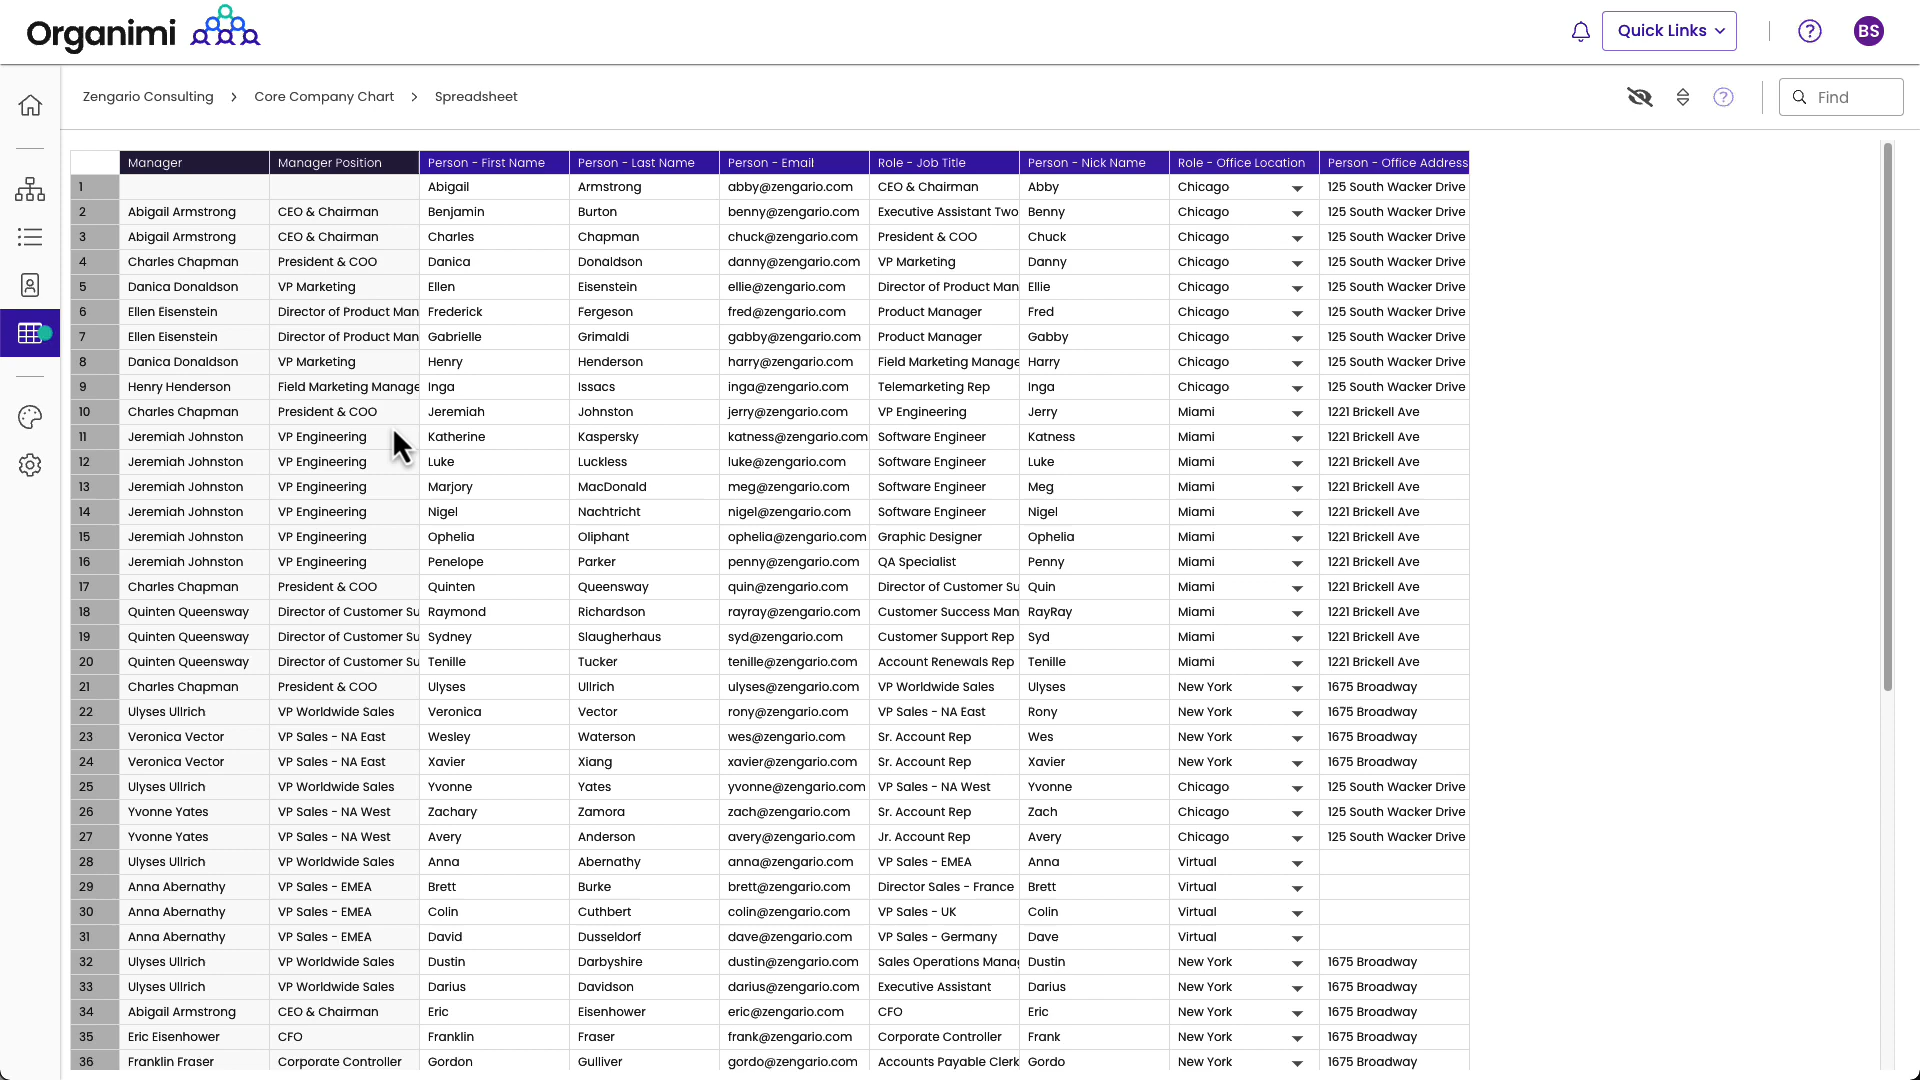 Organimi
Quick Links
BS
Zengario Consulting > Core Company Chart > Spreadsheet
Find
Manager Manager Position Person - First Name Person - Last Name Person - Email Role - Job Title Person - Nick Name Role - Office Location Person - Office Address
1 Abigail Armstrong abby@zengario.com CEO & Chairman Abby Chicago 125 South Wacker Drive
2 Abigail Armstrong CEO & Chairman Benjamin Burton benny@zengario.com Executive Assistant Two Benny Chicago 125 South Wacker Drive
3 Abigail Armstrong CEO & Chairman Charles Chapman chuck@zengario.com President & COO Chuck Chicago 125 South Wacker Drive
4 Charles Chapman President & COO Danica Donaldson danny@zengario.com VP Marketing Danny Chicago 125 South Wacker Drive
5 Danica Donaldson VP Marketing Ellen Eisenstein ellie@zengario.com Director of Product Man Ellie Chicago 125 South Wacker Drive
6 Ellen Eisenstein Director of Product Man Frederick Fergeson fred@zengario.com Product Manager Fred Chicago 125 South Wacker Drive
7 Ellen Eisenstein Director of Product Man Gabrielle Grimaldi gabby@zengario.com Product Manager Gabby Chicago 125 South Wacker Drive
8 Danica Donaldson VP Marketing Henry Henderson harry@zengario.com Field Marketing Manage Harry Chicago 125 South Wacker Drive
9 Henry Henderson Field Marketing Manage Inga Issacs inga@zengario.com Telemarketing Rep Inga Chicago 125 South Wacker Drive
10 Charles Chapman President & COO Jeremiah Johnston jerry@zengario.com VP Engineering Jerry Miami 1221 Brickell Ave
11 Jeremiah Johnston VP Engineering Katherine Kaspersky katness@zengario.com Software Engineer Katness Miami 1221 Brickell Ave
12 Jeremiah Johnston VP Engineering Luke Luckless luke@zengario.com Software Engineer Luke Miami 1221 Brickell Ave
13 Jeremiah Johnston VP Engineering Marjory MacDonald meg@zengario.com Software Engineer Meg Miami 1221 Brickell Ave
14 Jeremiah Johnston VP Engineering Nigel Nachtricht nigel@zengario.com Software Engineer Nigel Miami 1221 Brickell Ave
15 Jeremiah Johnston VP Engineering Ophelia Oliphant ophelia@zengario.com Graphic Designer Ophelia Miami 1221 Brickell Ave
16 Jeremiah Johnston VP Engineering Penelope Parker penny@zengario.com QA Specialist Penny Miami 1221 Brickell Ave
17 Charles Chapman President & COO Quinten Queensway quin@zengario.com Director of Customer Su Quin Miami 1221 Brickell Ave
18 Quinten Queensway Director of Customer Su Raymond Richardson rayray@zengario.com Customer Success Man RayRay Miami 1221 Brickell Ave
19 Quinten Queensway Director of Customer Su Sydney Slaugherhaus syd@zengario.com Customer Support Rep Syd Miami 1221 Brickell Ave
20 Quinten Queensway Director of Customer Su Tenille Tucker tenille@zengario.com Account Renewals Rep Tenille Miami 1221 Brickell Ave
21 Charles Chapman President & COO Ulyses Ullrich ulyses@zengario.com VP Worldwide Sales Ulyses New York 1675 Broadway
22 Ulyses Ullrich VP Worldwide Sales Veronica Vector rony@zengario.com VP Sales - NA East Rony New York 1675 Broadway
23 Veronica Vector VP Sales - NA East Wesley Waterson wes@zengario.com Sr. Account Rep Wes New York 1675 Broadway
24 Veronica Vector VP Sales - NA East Xavier Xiang xavier@zengario.com Sr. Account Rep Xavier New York 1675 Broadway
25 Ulyses Ullrich VP Worldwide Sales Yvonne Yates yvonne@zengario.com VP Sales - NA West Yvonne Chicago 125 South Wacker Drive
26 Yvonne Yates VP Sales - NA West Zachary Zamora zach@zengario.com Sr. Account Rep Zach Chicago 125 South Wacker Drive
27 Yvonne Yates VP Sales - NA West Avery Anderson avery@zengario.com Jr. Account Rep Avery Chicago 125 South Wacker Drive
28 Ulyses Ullrich VP Worldwide Sales Anna Abernathy anna@zengario.com VP Sales - EMEA Anna Virtual
29 Anna Abernathy VP Sales - EMEA Brett Burke brett@zengario.com Director Sales - France Brett Virtual
30 Anna Abernathy VP Sales - EMEA Colin Cuthbert colin@zengario.com VP Sales - UK Colin Virtual
31 Anna Abernathy VP Sales - EMEA David Dusseldorf dave@zengario.com VP Sales - Germany Dave Virtual
32 Ulyses Ullrich VP Worldwide Sales Dustin Darbyshire dustin@zengario.com Sales Operations Manag Dustin New York 1675 Broadway
33 Ulyses Ullrich VP Worldwide Sales Darius Davidson darius@zengario.com Executive Assistant Darius New York 1675 Broadway
34 Abigail Armstrong CEO & Chairman Eric Eisenhower eric@zengario.com CFO Eric New York 1675 Broadway
35 Eric Eisenhower CFO Franklin Fraser frank@zengario.com Corporate Controller Frank New York 1675 Broadway
36 Franklin Fraser Corporate Controller Gordon Gulliver gordo@zengario.com Accounts Payable Clerk Gordo New York 1675 Broadway